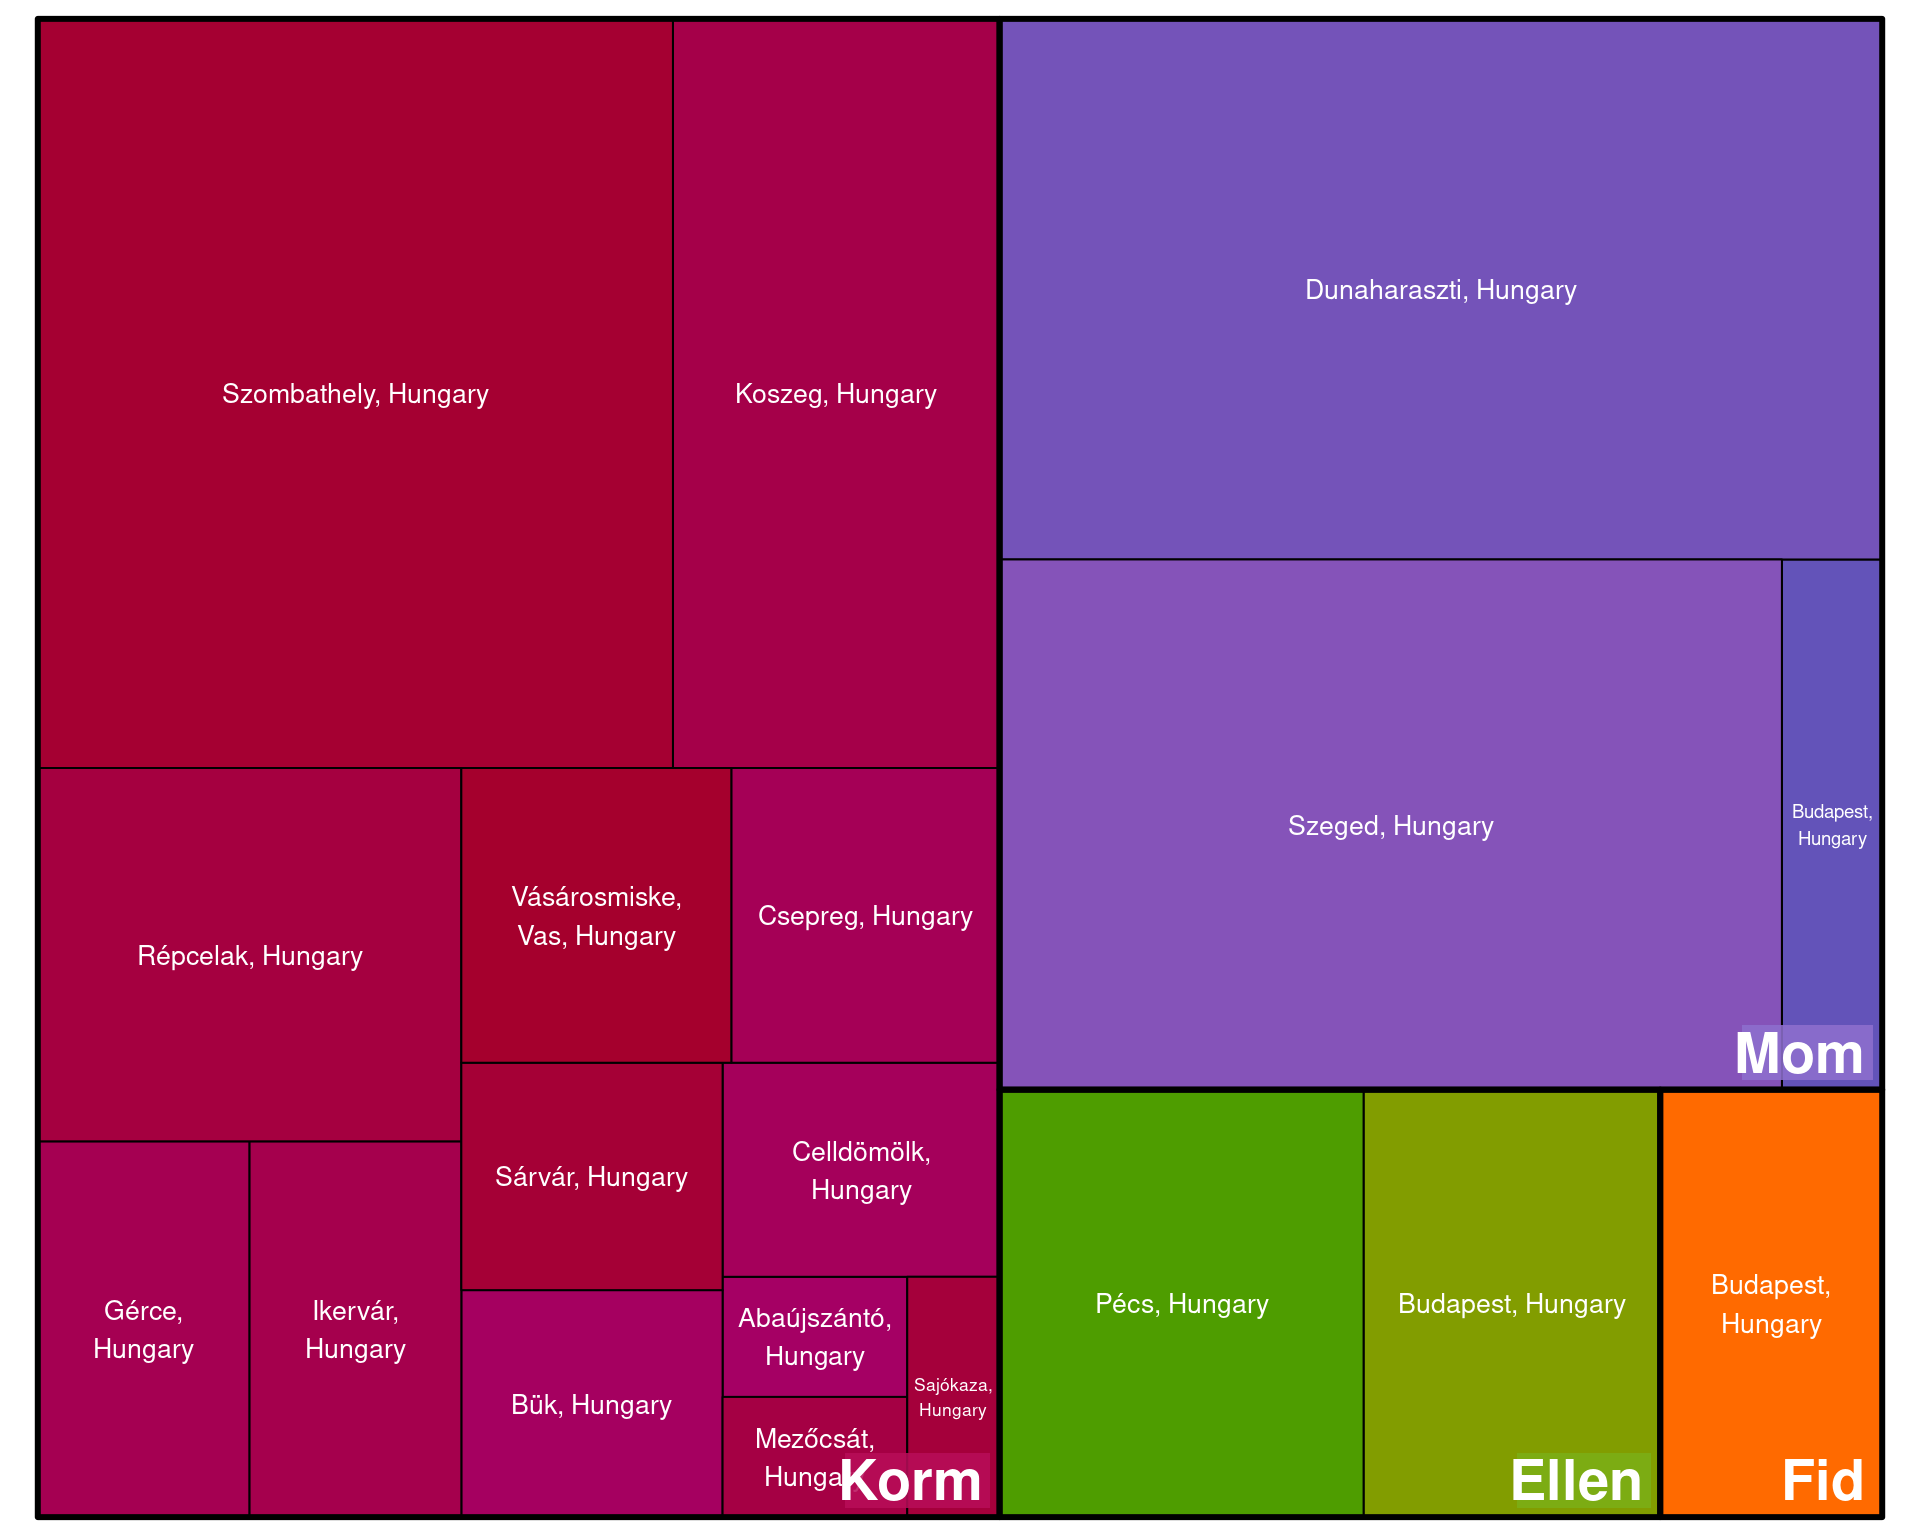 Szombathely, Hungary
Koszeg, Hungary
Répcelak, Hungary
Vásárosmiske,
Vas, Hungary
Csepreg, Hungary
Sárvár, Hungary
Celldömölk,
Hungary
Gérce,
Hungary
Ikervár,
Hungary
Bük, Hungary
Abaújszántó,
Hungary
Mezőcsát,
Hunga
Sajókaza,
Hungary
Korm
Dunaharaszti, Hungary
Szeged, Hungary
Budapest,
Hungary
Mom
Pécs, Hungary
Budapest, Hungary
Ellen
Budapest,
Hungary
Fid